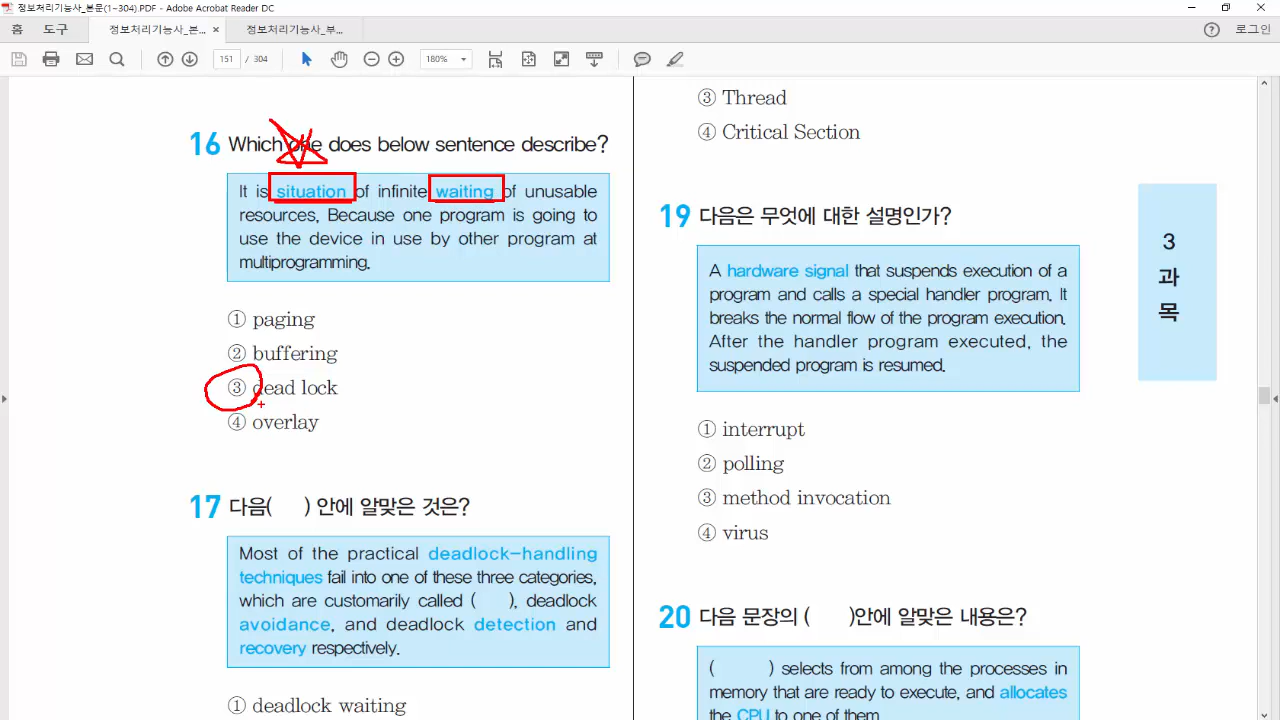 정보처리기능사_본문(1~304).PDF - Adobe Acrobat Reader DC
홈 도구 정보처리기능사_본... × 정보처리기능사_부... 로그인
151 / 304 180%
16 Which one does below sentence describe?
It is situation of infinite waiting of unusable
resources, Because one program is going to
use the device in use by other program at
multiprogramming.
① paging
② buffering
③ dead lock
④ overlay
17 다음( ) 안에 알맞은 것은?
Most of the practical deadlock-handling
techniques fail into one of these three categories,
which are customarily called ( ), deadlock
avoidance, and deadlock detection and
recovery respectively.
① deadlock waiting
③ Thread
④ Critical Section
19 다음은 무엇에 대한 설명인가?
A hardware signal that suspends execution of a
program and calls a special handler program. It
breaks the normal flow of the program execution.
After the handler program executed, the
suspended program is resumed.
① interrupt
② polling
③ method invocation
④ virus
20 다음 문장의 ( )안에 알맞은 내용은?
( ) selects from among the processes in
memory that are ready to execute, and allocates
the CPU to one of them
3
과
목